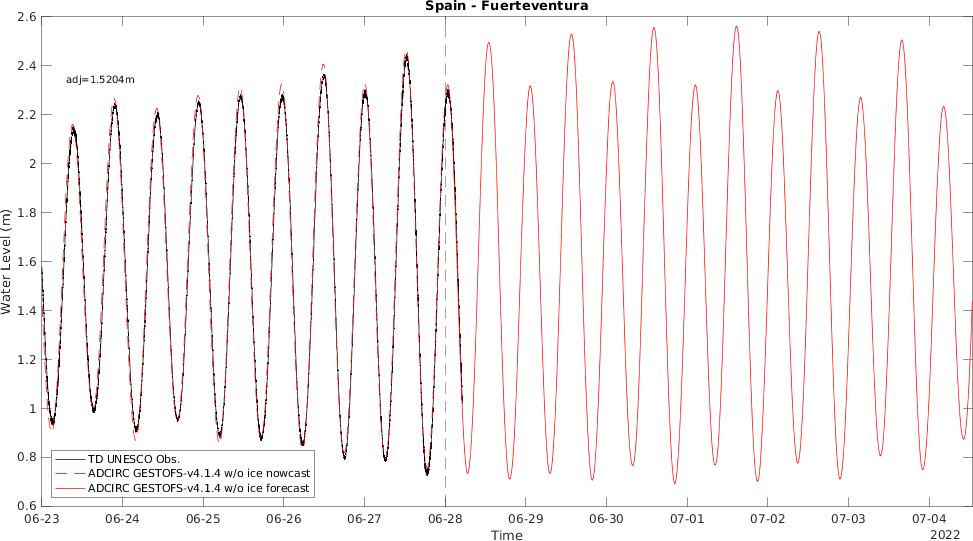 Spain - Fuerteventura
2.6
2.4
adj=1.5204m
2.2
2
1.8
1.6
1.4
1.2
1
0.8
0.6
Water Level (m)
TD UNESCO Obs.
ADCIRC GESTOFS-v4.1.4 w/o ice nowcast
ADCIRC GESTOFS-v4.1.4 w/o ice forecast
06-23 06-24 06-25 06-26 06-27 06-28 06-29 06-30 07-01 07-02 07-03 07-04
Time
2022